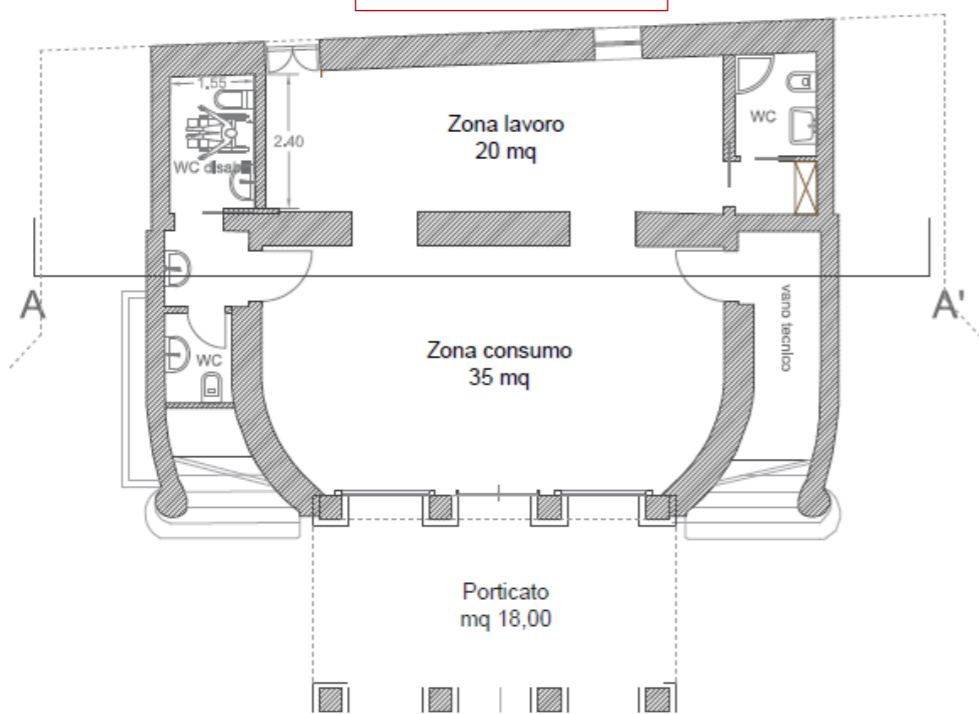 1.55
WC
Zona lavoro
20 mq
2.40
WC disabili
A
A'
vano tecnico
Zona consumo
35 mq
WC
Porticato
mq 18,00